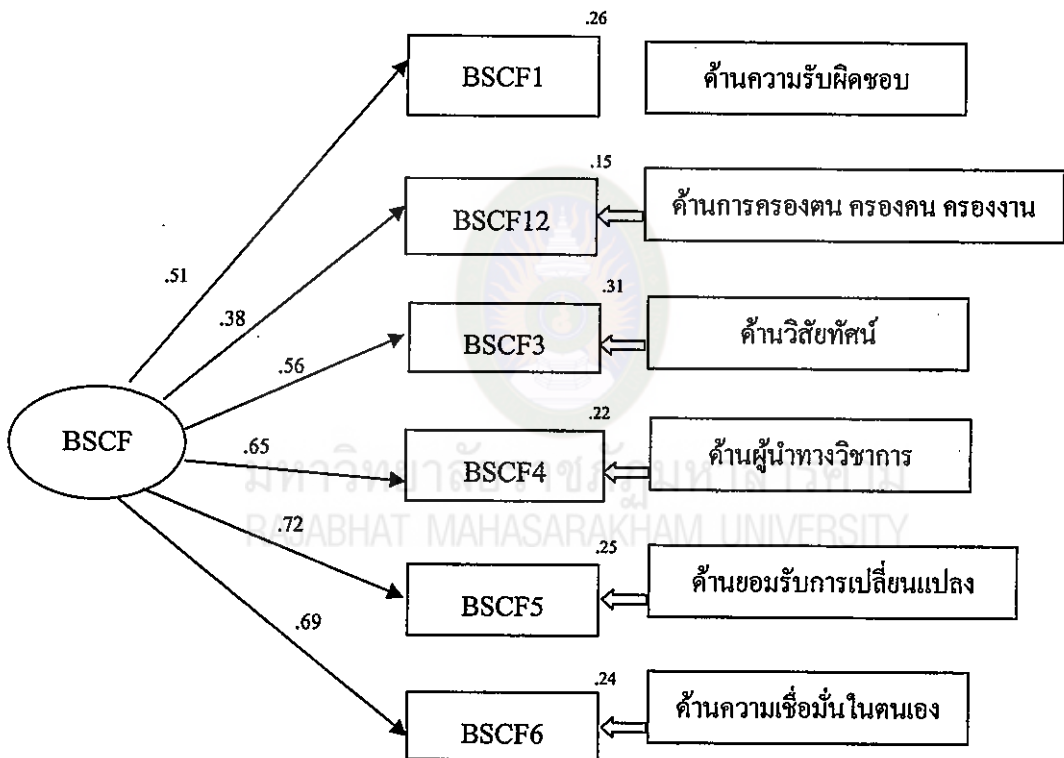 .26
BSCF1
ด้านความรับผิดชอบ
.15
BSCF12
ด้านการครองตน ครองคน ครองงาน
.51
.38
.31
BSCF3
ด้านวิสัยทัศน์
.56
BSCF
.22
.65
BSCF4
ด้านผู้นำทางวิชาการ
มหาวิทยาลัยราชภัฏมหาสารคาม
RAJABHAT MAHASARAKHAM UNIVERSITY
.72
.25
BSCF5
ด้านยอมรับการเปลี่ยนแปลง
.69
.24
BSCF6
ด้านความเชื่อมั่นในตนเอง